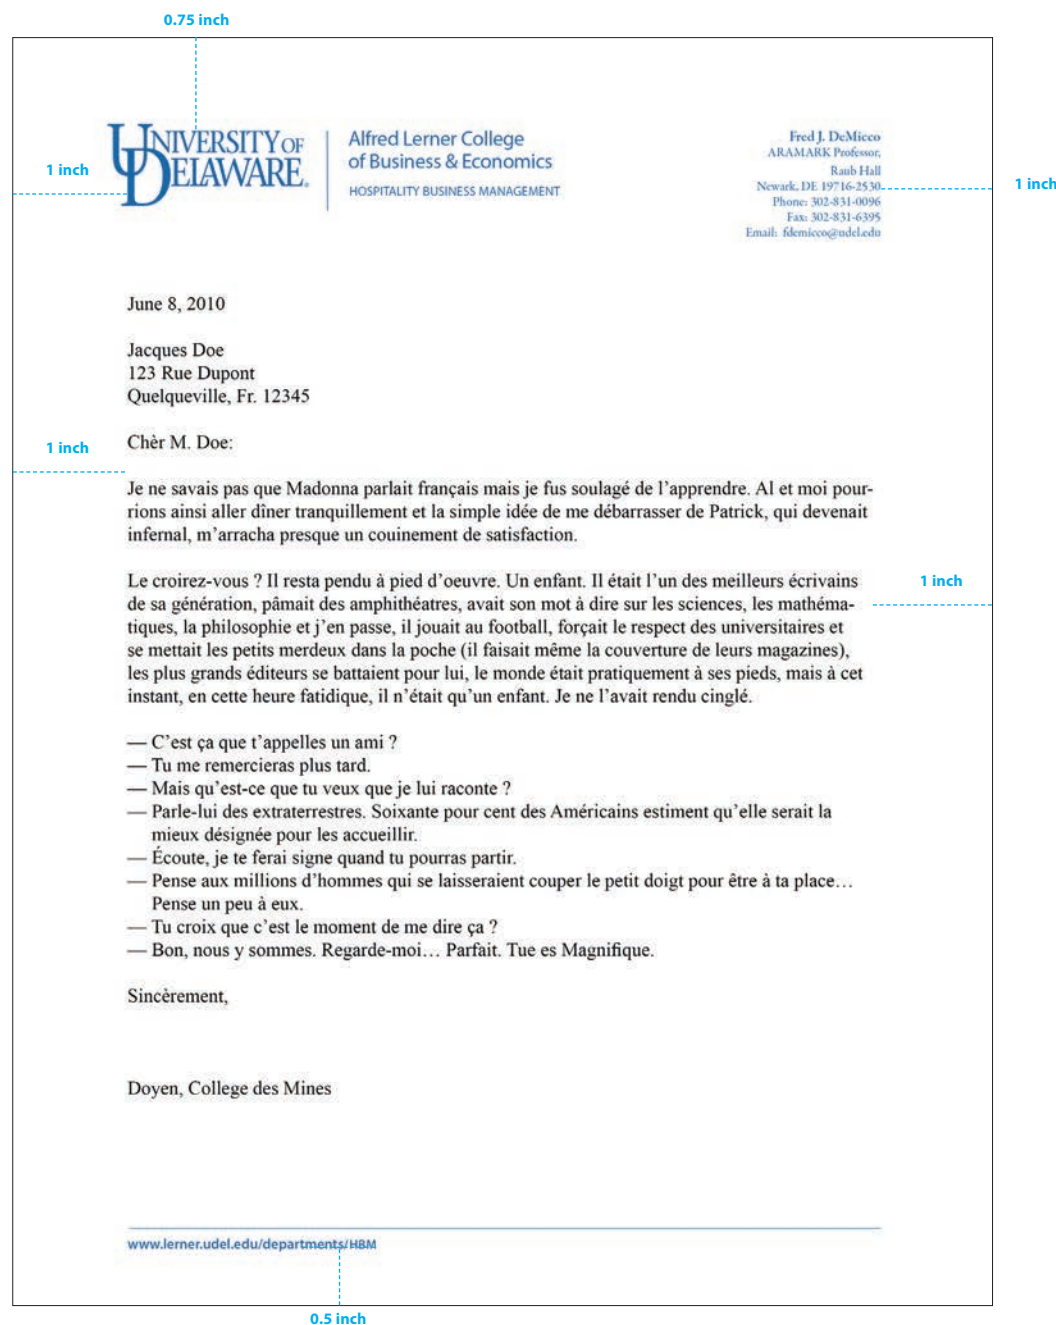 0.75 inch
UNIVERSITY OF
DELAWARE.
Alfred Lerner College
of Business & Economics
HOSPITALITY BUSINESS MANAGEMENT
Fred J. DeMicco
ARAMARK Professor,
Raub Hall
Newark, DE 19716-2530
Phone: 302-831-0096
Fax: 302-831-6395
Email: fdemicco@udel.edu
1 inch
1 inch
June 8, 2010
Jacques Doe
123 Rue Dupont
Quelqueville, Fr. 12345
1 inch
Chèr M. Doe:
Je ne savais pas que Madonna parlait français mais je fus soulagé de l’apprendre. Al et moi pour-
rions ainsi aller dîner tranquillement et la simple idée de me débarrasser de Patrick, qui devenait
infernal, m’arracha presque un couinement de satisfaction.
Le croirez-vous ? Il resta pendu à pied d’oeuvre. Un enfant. Il était l’un des meilleurs écrivains
1 inch
de sa génération, pâmait des amphithéatres, avait son mot à dire sur les sciences, les mathéma-
tiques, la philosophie et j’en passe, il jouait au football, forçait le respect des universitaires et
se mettait les petits merdeux dans la poche (il faisait même la couverture de leurs magazines),
les plus grands éditeurs se battaient pour lui, le monde était pratiquement à ses pieds, mais à cet
instant, en cette heure fatidique, il n’était qu’un enfant. Je ne l’avait rendu cinglé.
— C’est ça que t’appelles un ami ?
— Tu me remercieras plus tard.
— Mais qu’est-ce que tu veux que je lui raconte ?
— Parle-lui des extraterrestres. Soixante pour cent des Américains estiment qu’elle serait la
mieux désignée pour les accueillir.
— Écoute, je te ferai signe quand tu pourras partir.
— Pense aux millions d’hommes qui se laisseraient couper le petit doigt pour être à ta place…
Pense un peu à eux.
— Tu croix que c’est le moment de me dire ça ?
— Bon, nous y sommes. Regarde-moi… Parfait. Tue es Magnifique.
Sincèrement,
Doyen, College des Mines
www.lerner.udel.edu/departments/HBM
0.5 inch